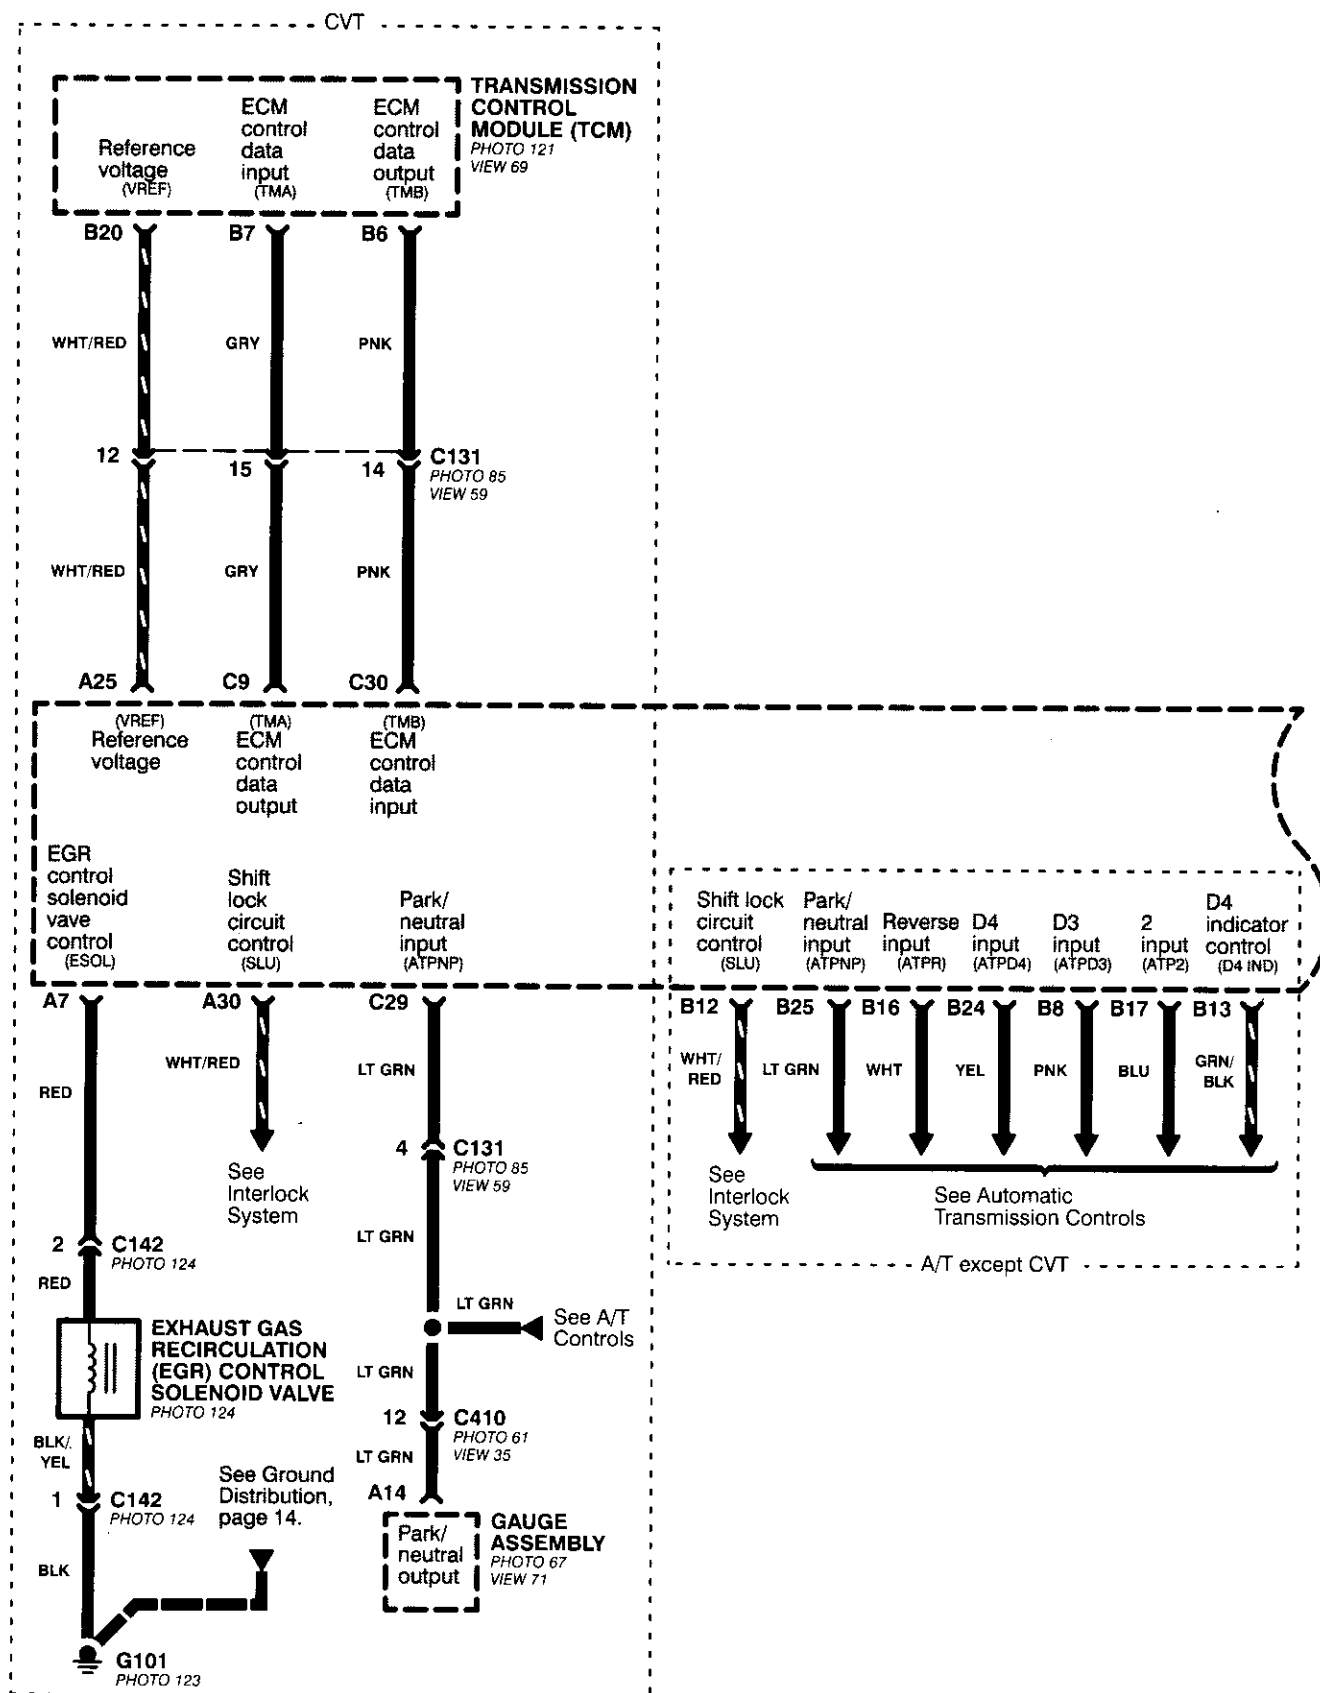 CVT
TRANSMISSION
CONTROL
MODULE (TCM)
PHOTO 121
VIEW 69
Reference
voltage
(VREF)
ECM
control
data
input
(TMA)
ECM
control
data
output
(TMB)
B20
B7
B6
WHT/RED
GRY
PNK
12
15
14
C131
PHOTO 85
VIEW 59
WHT/RED
GRY
PNK
A25
C9
C30
(VREF)
Reference
voltage
(TMA)
ECM
control
data
output
(TMB)
ECM
control
data
input
EGR
control
solenoid
vave
control
(ESOL)
Shift
lock
circuit
control
(SLU)
Park/
neutral
input
(ATPNP)
Shift lock
circuit
control
(SLU)
Park/
neutral
input
(ATPNP)
Reverse
input
(ATPR)
D4
input
(ATPD4)
D3
input
(ATPD3)
2
input
(ATP2)
D4
indicator
control
(D4 IND)
A7
A30
C29
B12
B25
B16
B24
B8
B17
B13
RED
WHT/RED
LT GRN
WHT/
RED
LT GRN
WHT
YEL
PNK
BLU
GRN/
BLK
See
Interlock
System
4
C131
PHOTO 85
VIEW 59
See
Interlock
System
See Automatic
Transmission Controls
A/T except CVT
2
C142
PHOTO 124
RED
LT GRN
LT GRN
See A/T
Controls
EXHAUST GAS
RECIRCULATION
(EGR) CONTROL
SOLENOID VALVE
PHOTO 124
LT GRN
12
C410
PHOTO 61
VIEW 35
BLK/
YEL
LT GRN
1
C142
PHOTO 124
See Ground
Distribution,
page 14.
A14
Park/
neutral
output
GAUGE
ASSEMBLY
PHOTO 67
VIEW 71
BLK
G101
PHOTO 123